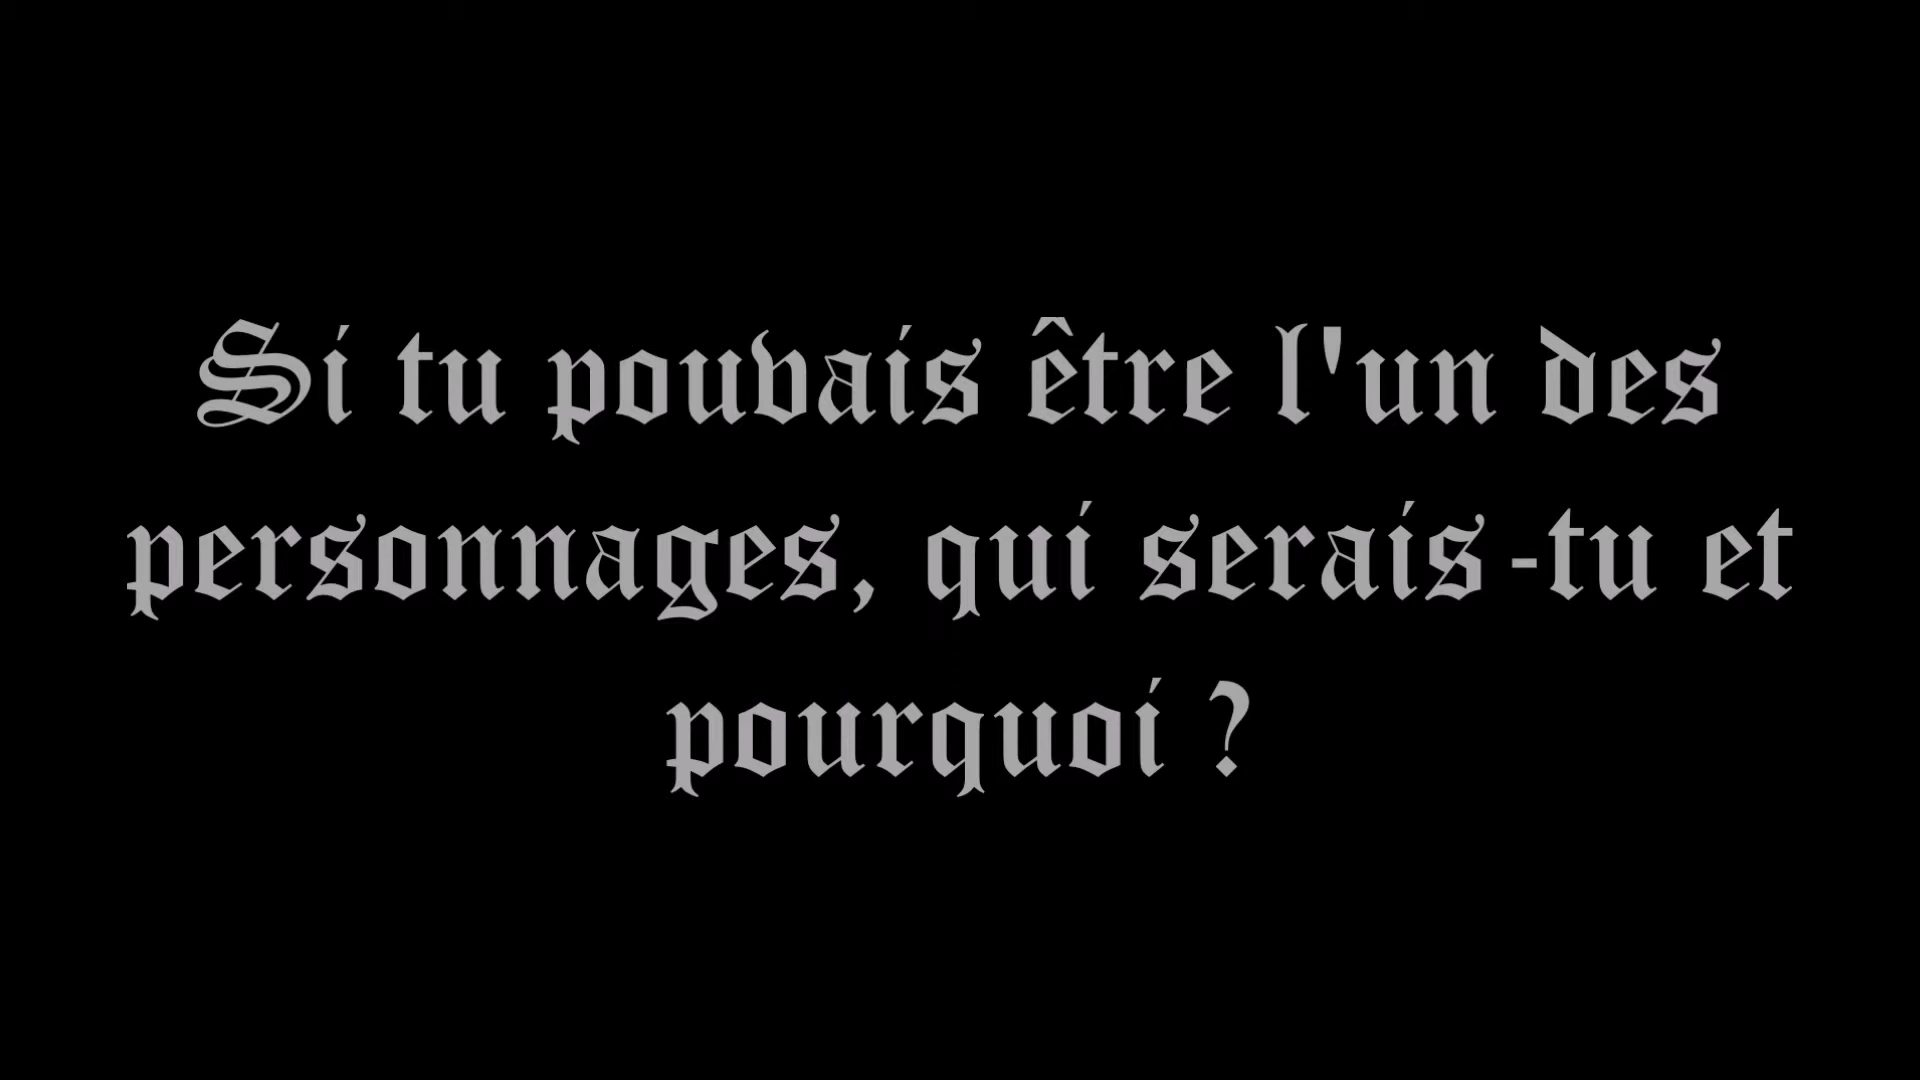 Si tu pouvais être l'un des
personnages, qui serais-tu et
pourquoi ?